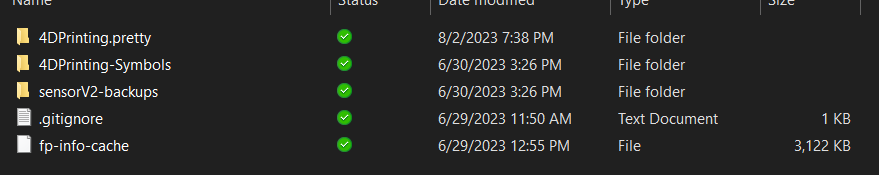 Name Status Date modified Type Size
4DPrinting.pretty 8/2/2023 7:38 PM File folder
4DPrinting-Symbols 6/30/2023 3:26 PM File folder
sensorV2-backups 6/30/2023 3:26 PM File folder
.gitignore 6/29/2023 11:50 AM Text Document 1 KB
fp-info-cache 6/29/2023 12:55 PM File 3,122 KB